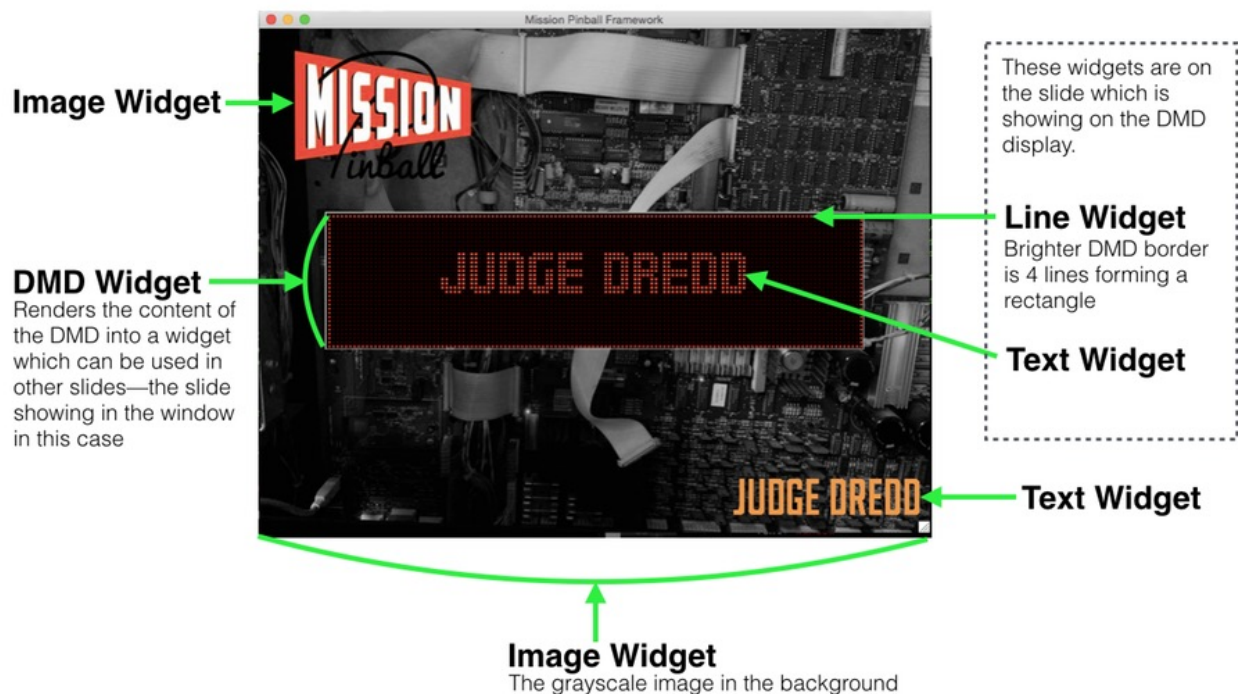 Mission Pinball Framework
Image Widget
MISSION
Pinball
These widgets are on
the slide which is
showing on the DMD
display.
Line Widget
Brighter DMD border
is 4 lines forming a
rectangle
DMD Widget
Renders the content of
the DMD into a widget
which can be used in
other slides—the slide
showing in the window
in this case
JUDGE DREDD
Text Widget
JUDGE DREDD
Text Widget
Image Widget
The grayscale image in the background